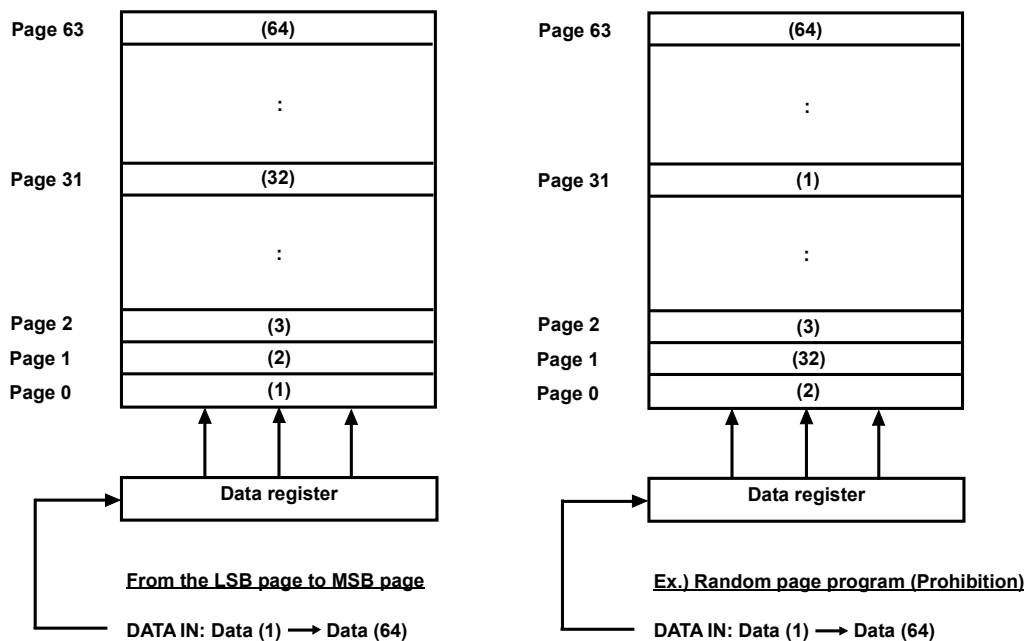 Page 63
(64)
:
Page 31
(32)
:
Page 2
(3)
Page 1
(2)
Page 0
(1)
Data register
From the LSB page to MSB page
DATA IN: Data (1) → Data (64)
Page 63
(64)
:
Page 31
(1)
:
Page 2
(3)
Page 1
(32)
Page 0
(2)
Data register
Ex.) Random page program (Prohibition)
DATA IN: Data (1) → Data (64)